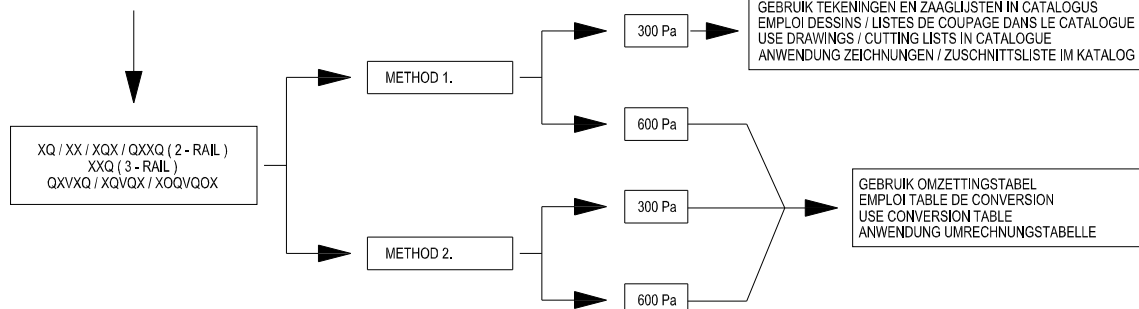 GEBRUIK TEKENINGEN EN ZAAGLIJSTEN IN CATALOGUS
EMPLOI DESSINS / LISTES DE COUPAGE DANS LE CATALOGUE
USE DRAWINGS / CUTTING LISTS IN CATALOGUE
ANWENDUNG ZEICHNUNGEN / ZUSCHNITTSLISTE IM KATALOG
300 Pa
METHOD 1.
600 Pa
XQ / XX / XQX / QXXQ ( 2 - RAIL )
XXQ ( 3 - RAIL )
QXVXQ / XQVQX / XOQVQOX
300 Pa
GEBRUIK OMZETTINGSTABEL
EMPLOI TABLE DE CONVERSION
USE CONVERSION TABLE
ANWENDUNG UMRECHNUNGSTABELLE
METHOD 2.
600 Pa